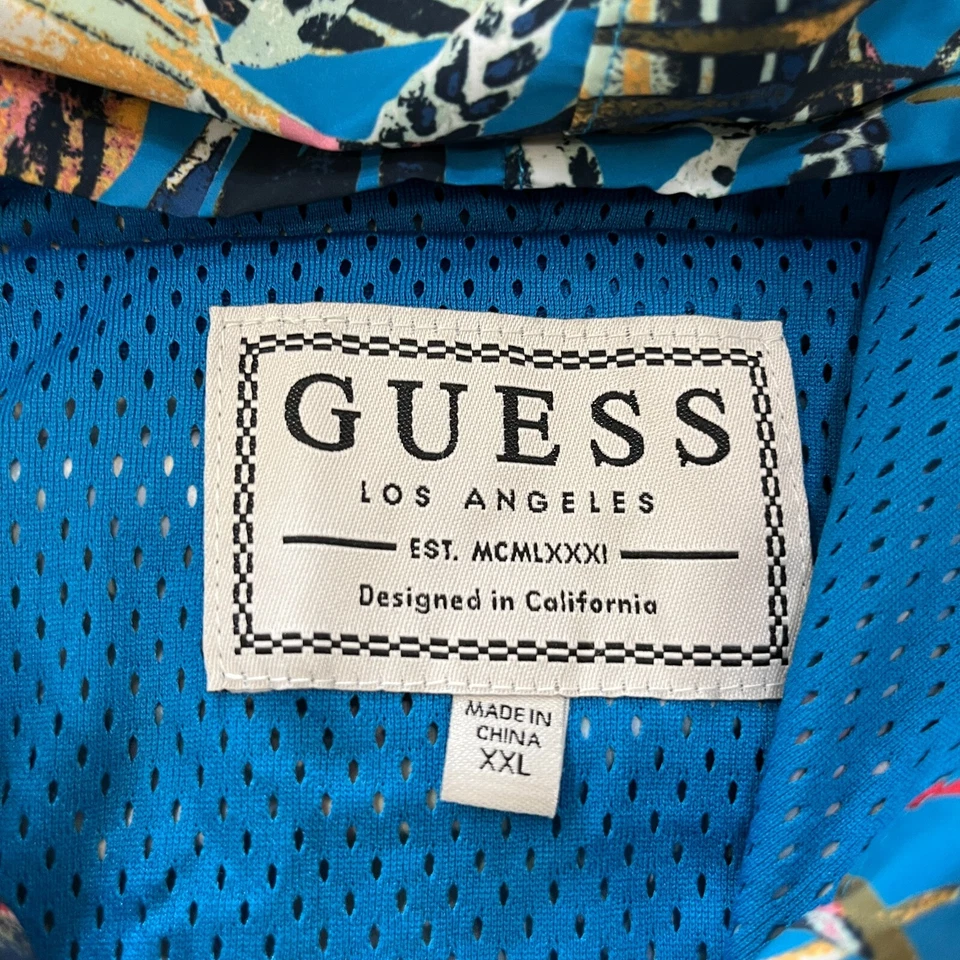 GUESS
LOS ANGELES
EST. MCMLXXXI
Designed in California
MADE IN
CHINA
XXL